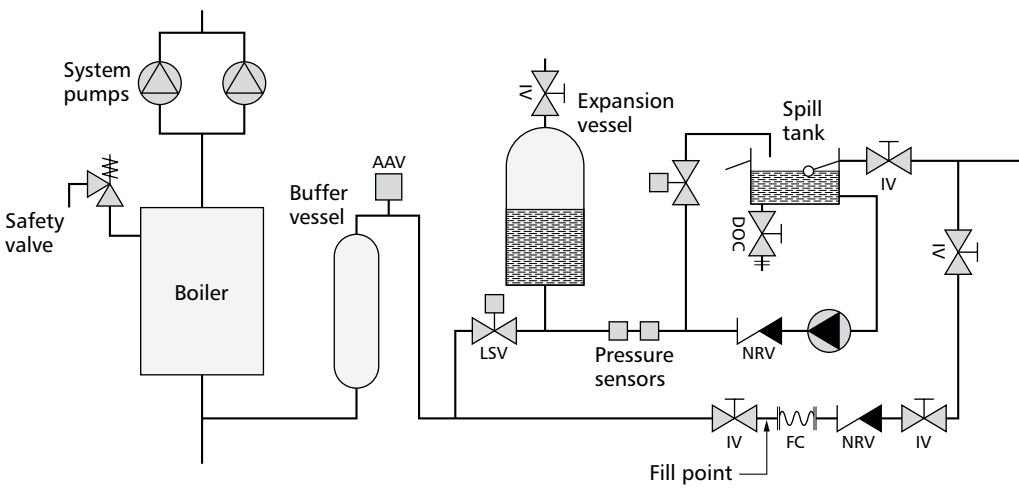 System
pumps
AAV
Buffer
vessel
Safety
valve
Boiler
IV
Expansion
vessel
Spill
tank
IV
DOC
IV
LSV
Pressure
sensors
NRV
IV
FC
NRV
IV
Fill point